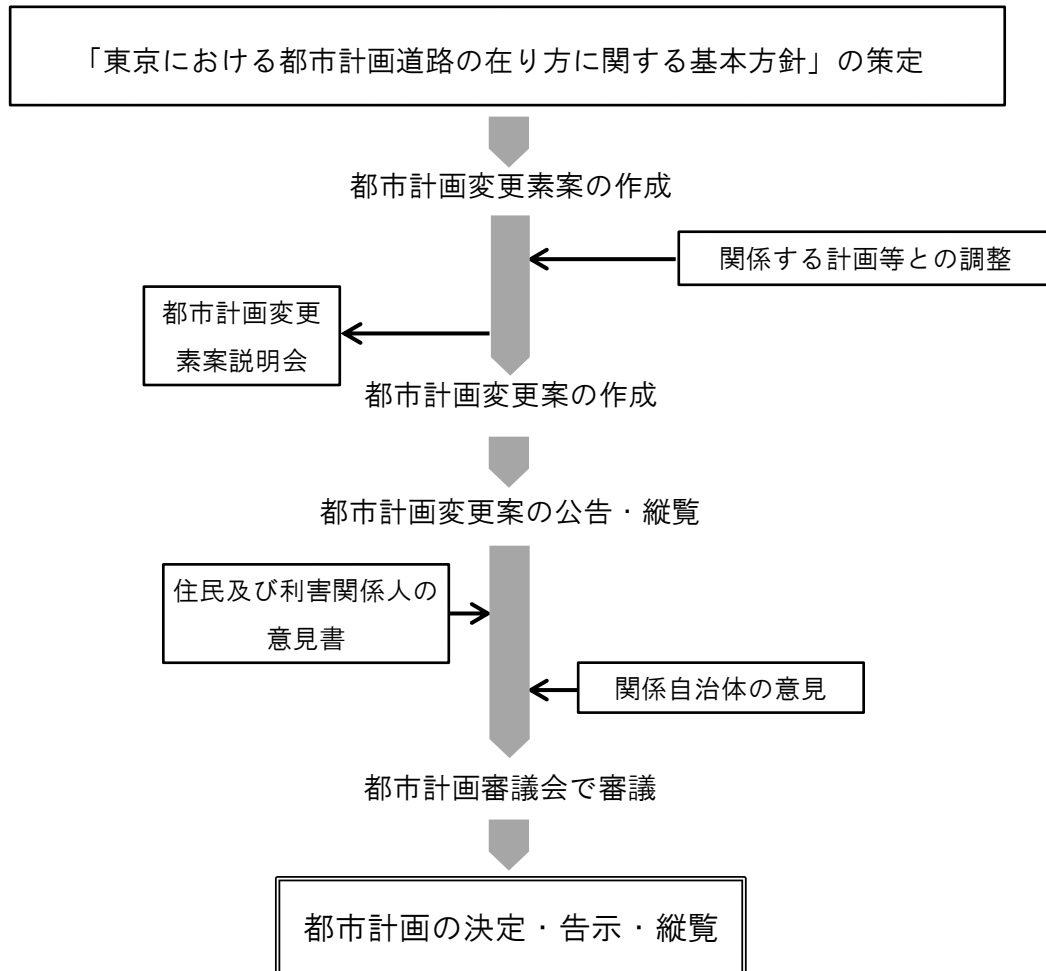 「東京における都市計画道路の在り方に関する基本方針」の策定
都市計画変更素案の作成
関係する計画等との調整
都市計画変更
素案説明会
都市計画変更案の作成
都市計画変更案の公告・縦覧
住民及び利害関係人の
意見書
関係自治体の意見
都市計画審議会で審議
都市計画の決定・告示・縦覧